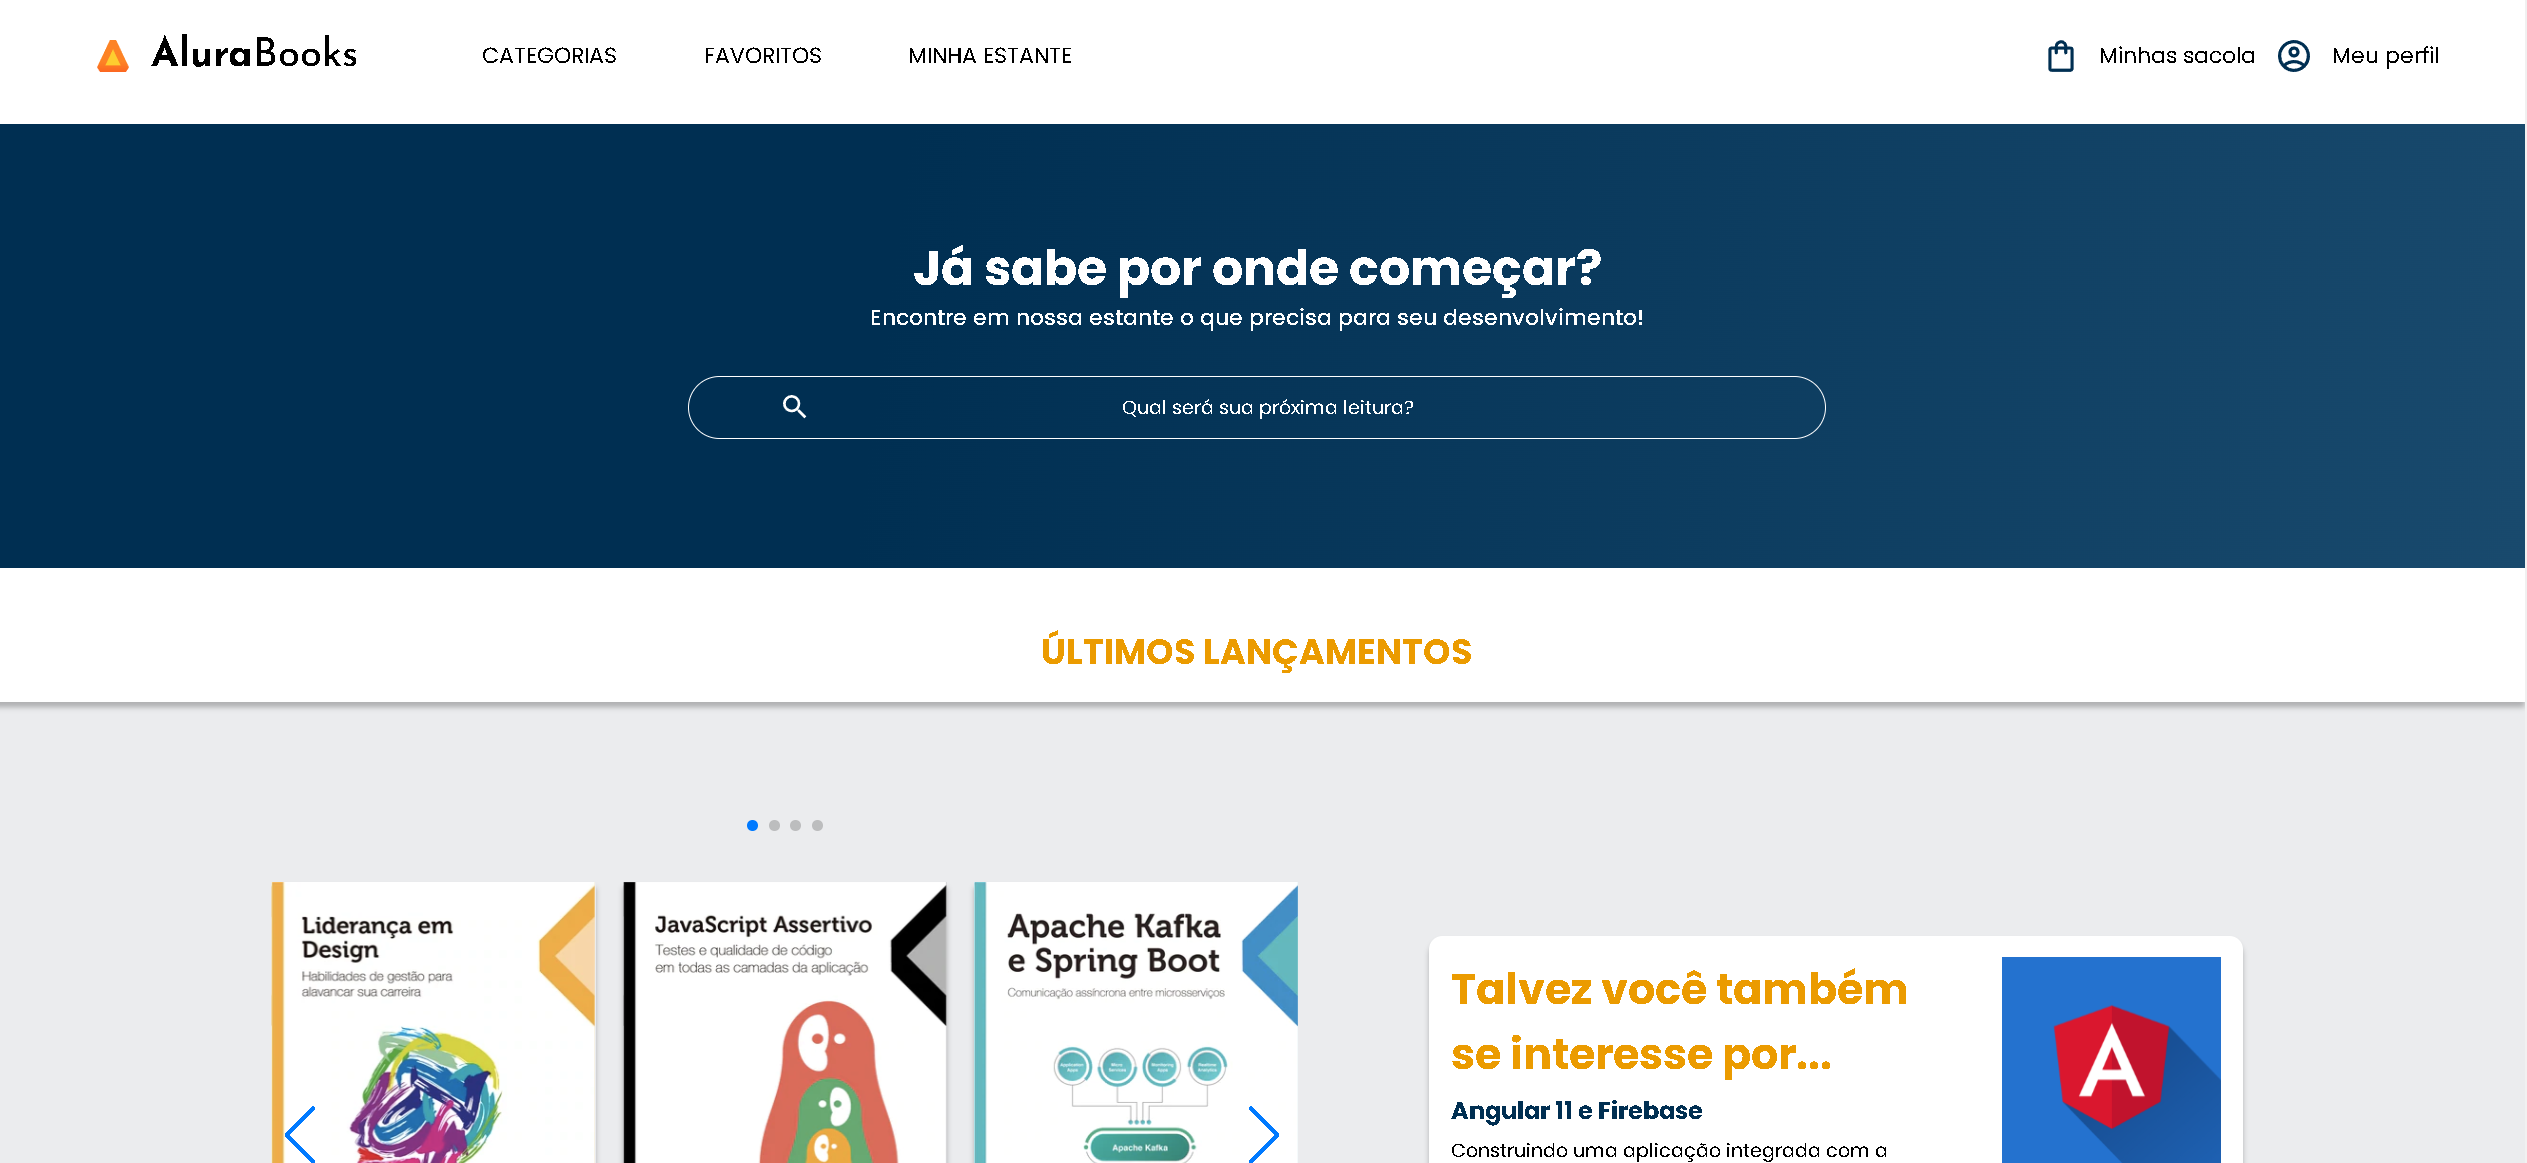 AluraBooks
CATEGORIAS
FAVORITOS
MINHA ESTANTE
Minhas sacola
Meu perfil
Já sabe por onde começar?
Encontre em nossa estante o que precisa para seu desenvolvimento!
Qual será sua próxima leitura?
ÚLTIMOS LANÇAMENTOS
Liderança em
Design
Habilidades de gestão para
alavancar sua carreira
JavaScript Assertivo
Testes e qualidade de código
em todas as camadas da aplicação
Apache Kafka
e Spring Boot
Comunicação assíncrona entre microsserviços
Apache Kafka
Talvez você também
se interesse por...
Angular 11 e Firebase
Construindo uma aplicação integrada com a
A